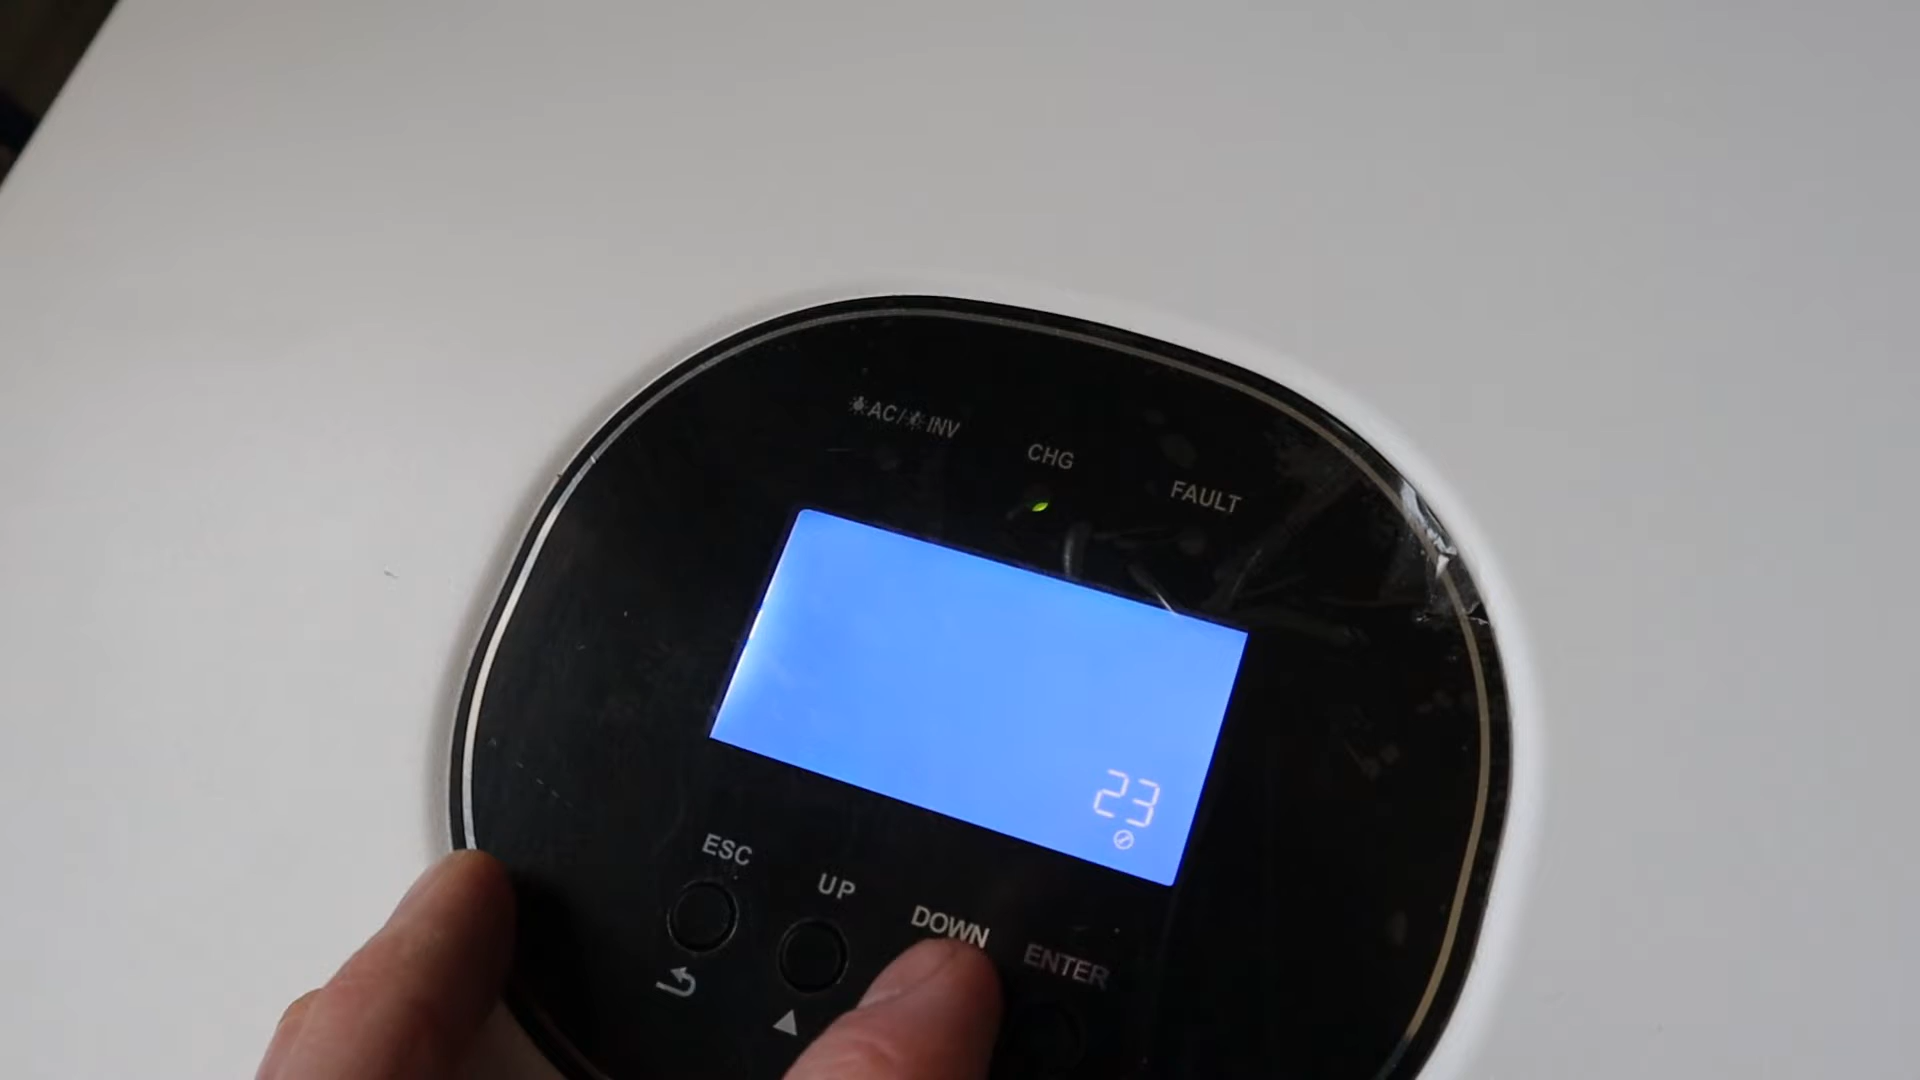 AC/INV
CHG
FAULT
23
ESC
UP
DOWN
ENTER